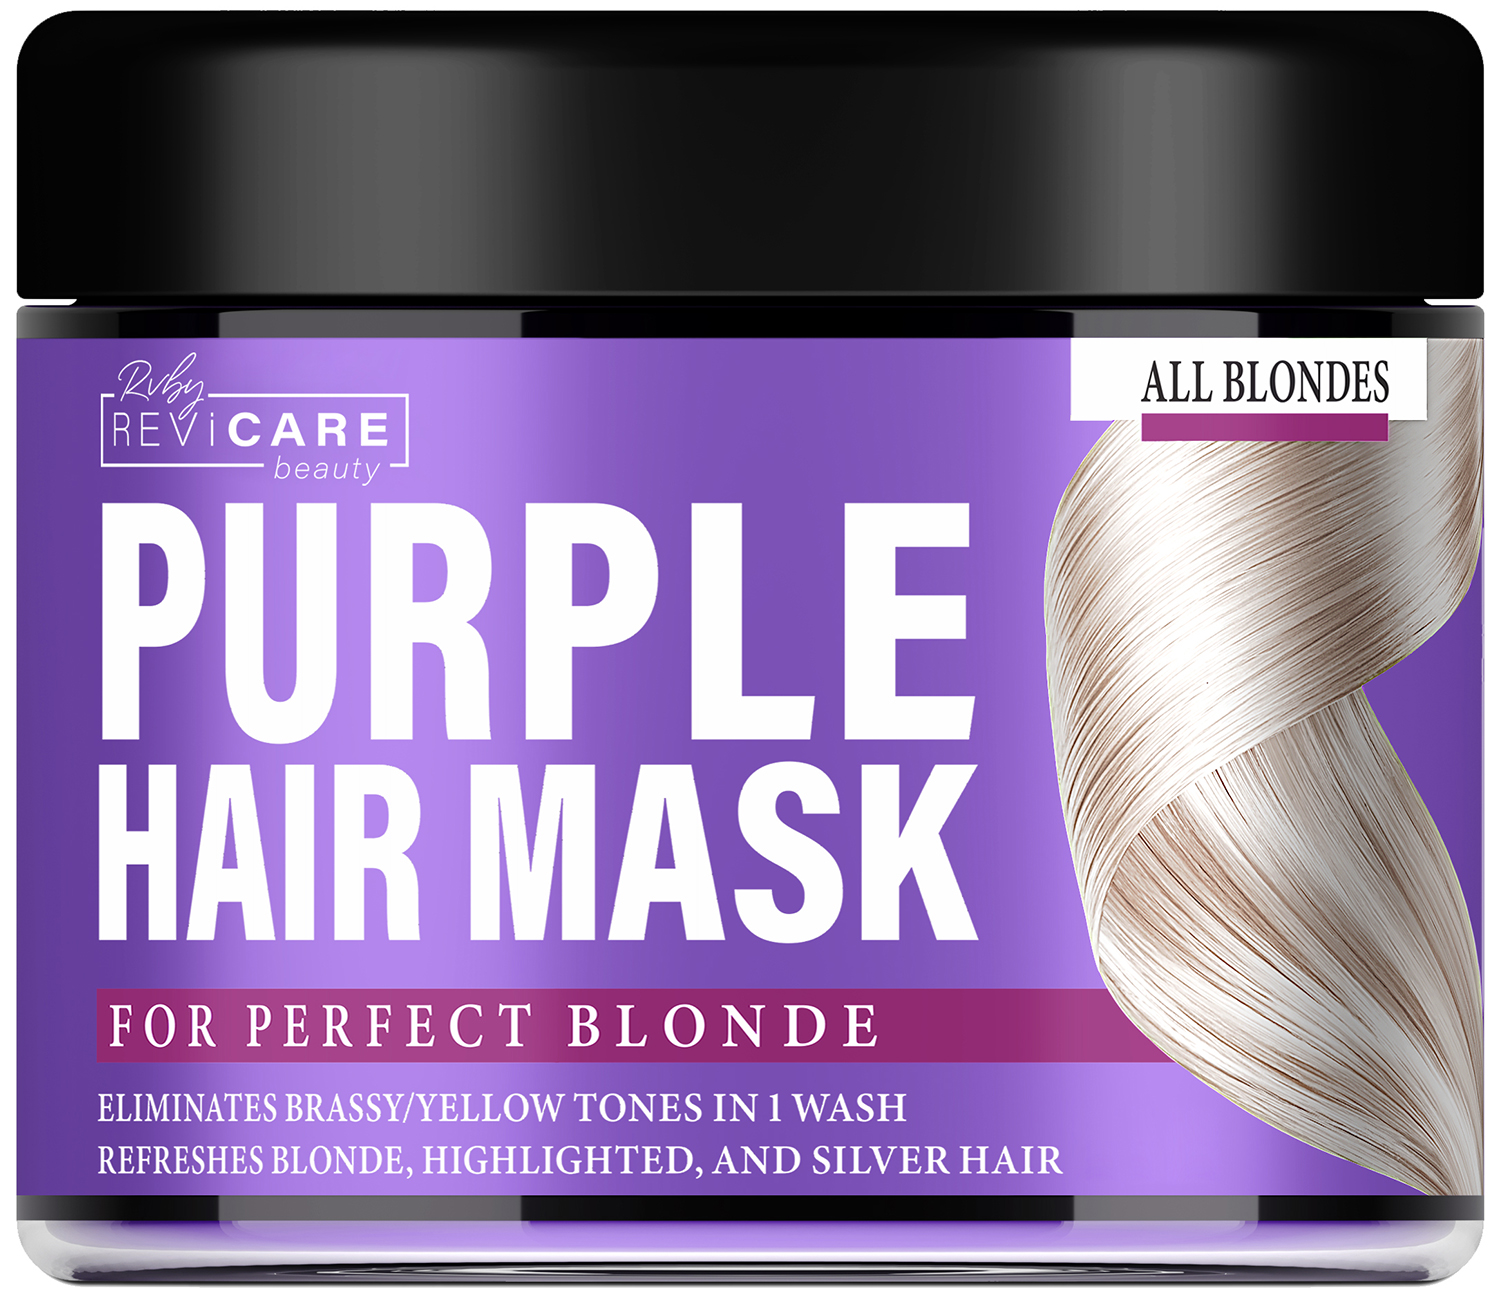 Ruby
REViCARE
beauty
ALL BLONDES
PURPLE
HAIR MASK
FOR PERFECT BLONDE
ELIMINATES BRASSY/YELLOW TONES IN 1 WASH
REFRESHES BLONDE, HIGHLIGHTED, AND SILVER HAIR